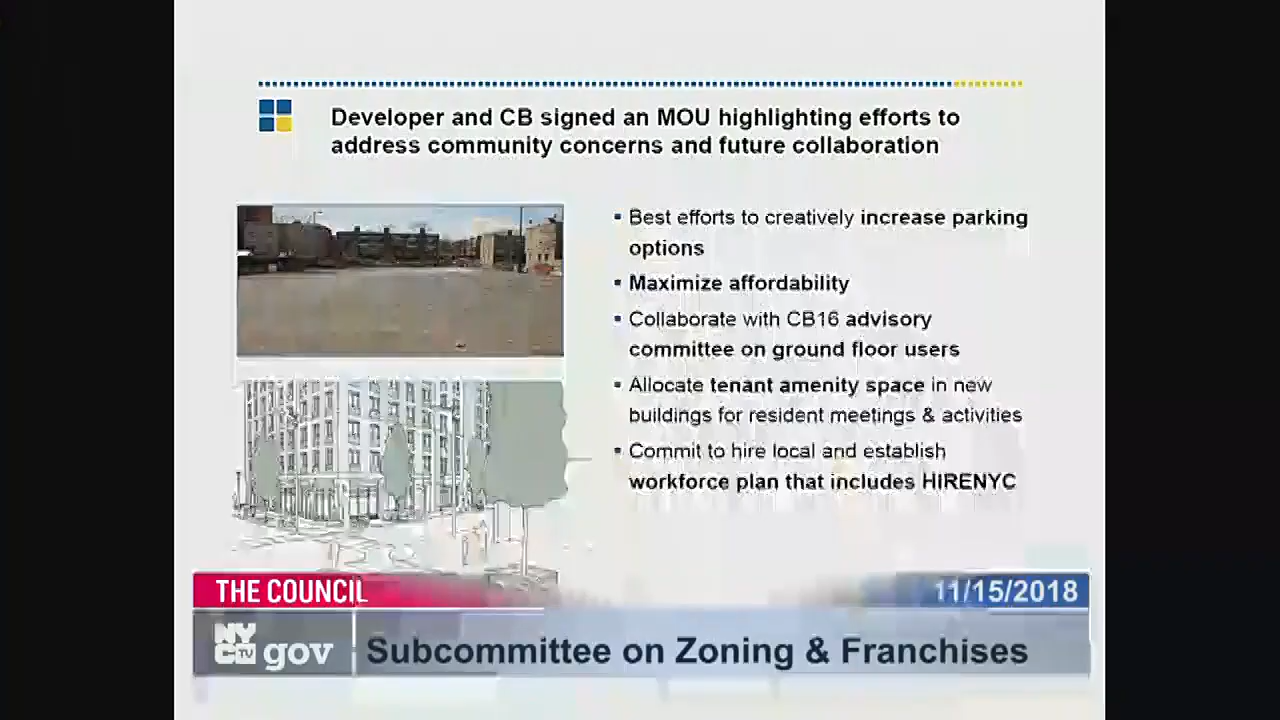 Developer and CB signed an MOU highlighting efforts to
address community concerns and future collaboration
▪ Best efforts to creatively increase parking
options
▪ Maximize affordability
▪ Collaborate with CB16 advisory
committee on ground floor users
▪ Allocate tenant amenity space in new
buildings for resident meetings & activities
▪ Commit to hire local and establish
workforce plan that includes HIRENYC
THE COUNCIL
11/15/2018
NYC TV gov
Subcommittee on Zoning & Franchises